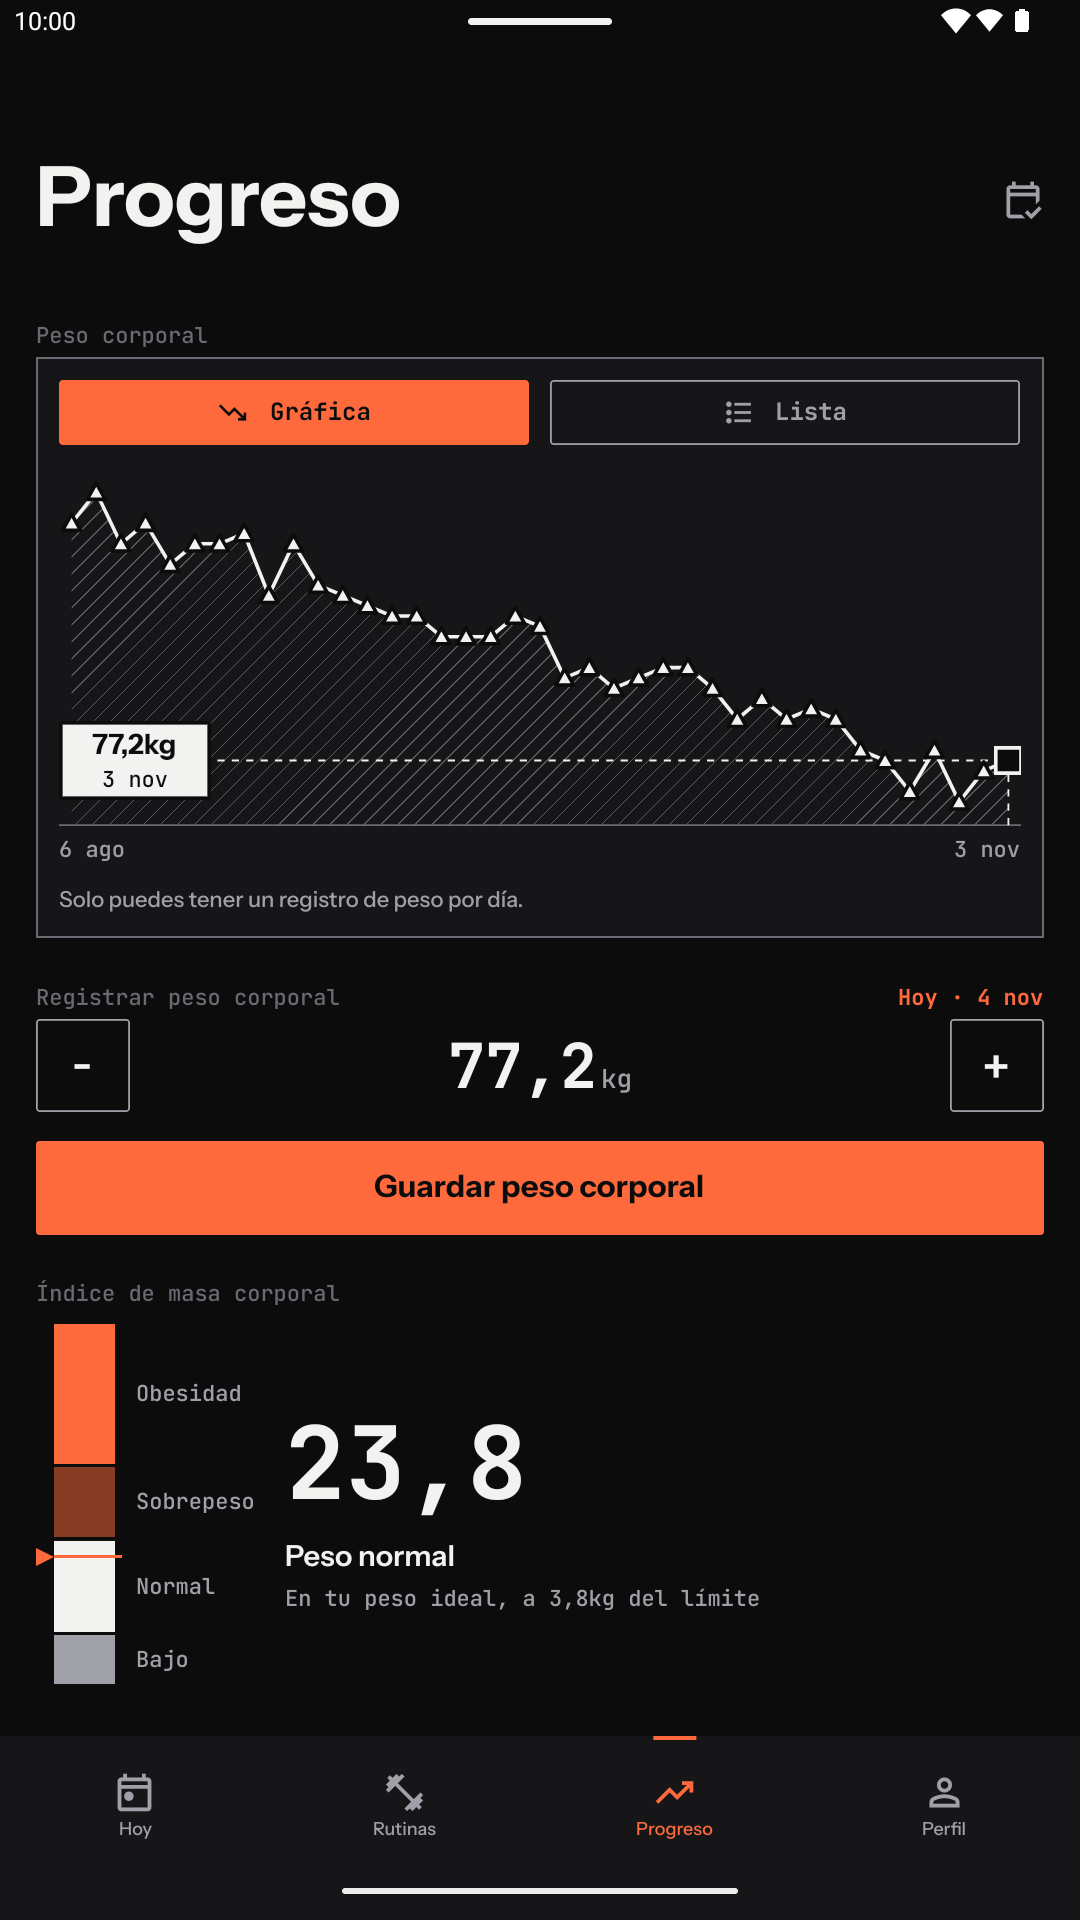 10:00
Progreso
Peso corporal
Gráfica
Lista
77,2kg
3 nov
6 ago
3 nov
Solo puedes tener un registro de peso por día.
Registrar peso corporal
Hoy · 4 nov
-
77,2kg
+
Guardar peso corporal
Índice de masa corporal
Obesidad
Sobrepeso
Normal
Bajo
23,8
Peso normal
En tu peso ideal, a 3,8kg del límite
Hoy
Rutinas
Progreso
Perfil